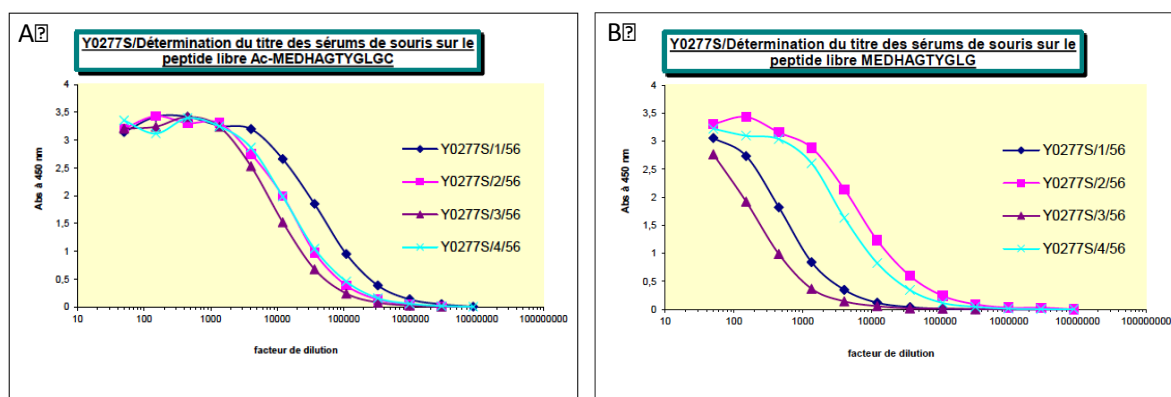 A
Y0277S/Détermination du titre des sérums de souris sur le
peptide libre Ac-MEDHAGTYGLGC
4
3,5
3
2,5
2
1,5
1
0,5
0
Abs à 450 nm
10 100 1000 10000 100000 1000000 10000000 100000000
facteur de dilution
Y0277S/1/56
Y0277S/2/56
Y0277S/3/56
Y0277S/4/56
B
Y0277S/Détermination du titre des sérums de souris sur le
peptide libre MEDHAGTYGLG
4
3,5
3
2,5
2
1,5
1
0,5
0
Abs à 450 nm
10 100 1000 10000 100000 1000000 10000000 100000000
facteur de dilution
Y0277S/1/56
Y0277S/2/56
Y0277S/3/56
Y0277S/4/56